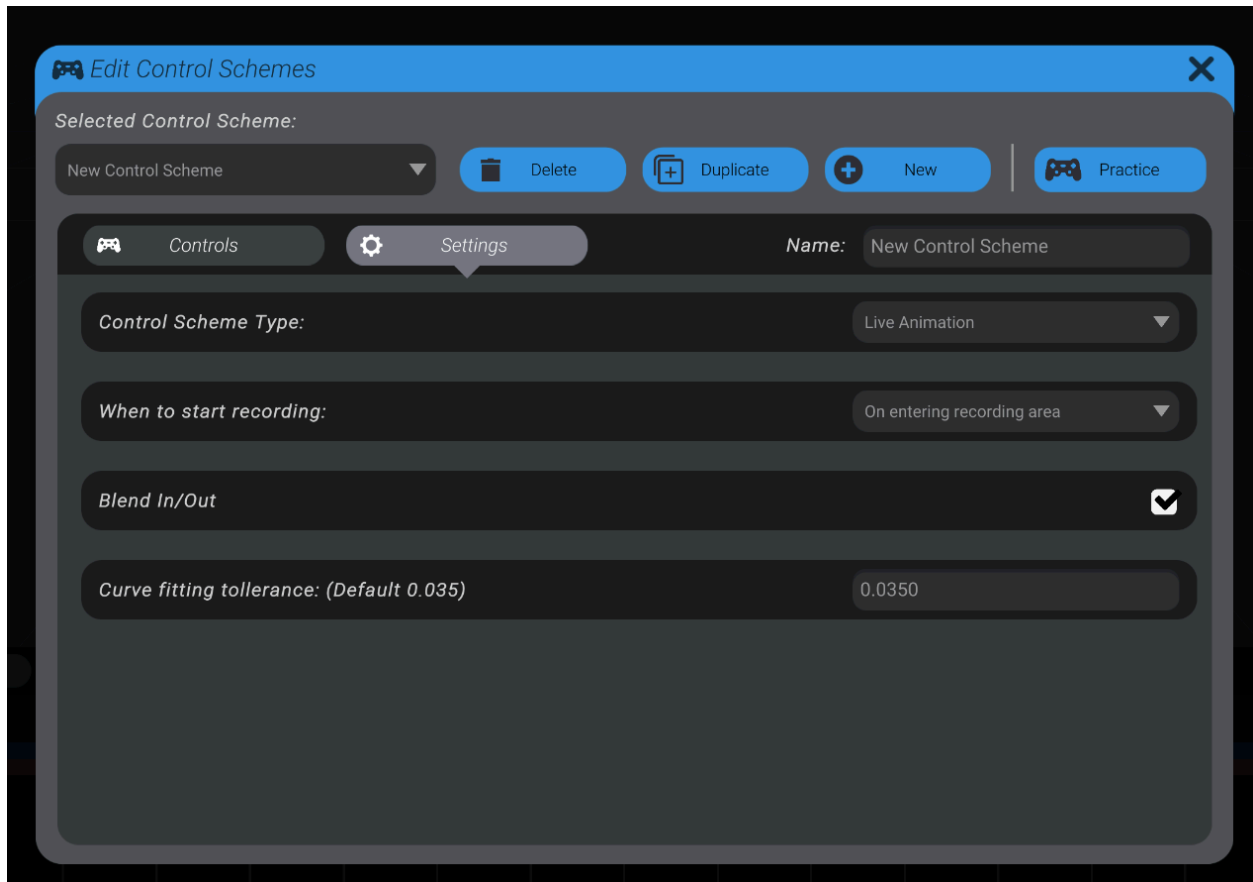 Edit Control Schemes
Selected Control Scheme:
New Control Scheme
Delete
Duplicate
New
Practice
Controls
Settings
Name:
New Control Scheme
Control Scheme Type:
Live Animation
When to start recording:
On entering recording area
Blend In/Out
Curve fitting tollerance: (Default 0.035)
0.0350